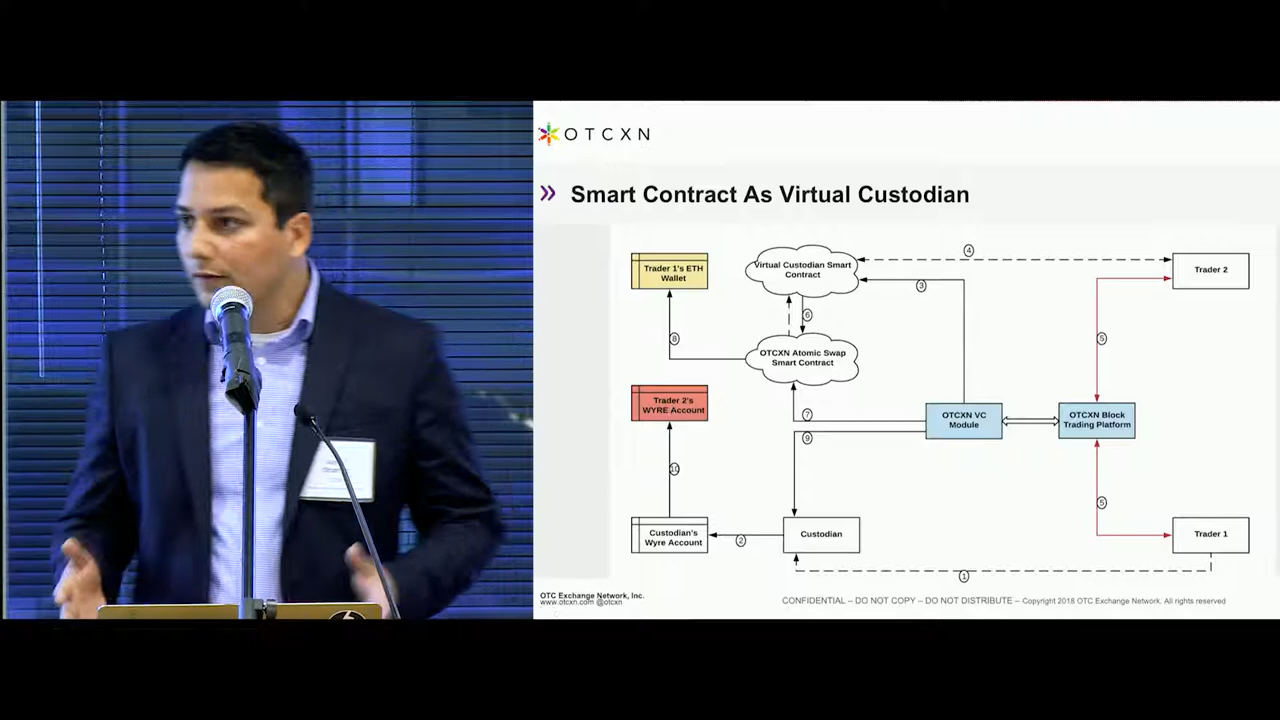 OTCXN
» Smart Contract As Virtual Custodian
Trader 1's ETH
Wallet
Virtual Custodian Smart
Contract
4
Trader 2
3
6
8
OTCXN Atomic Swap
Smart Contract
5
Trader 2's
WYRE Account
7
9
OTCXN VC
Module
OTCXN Block
Trading Platform
10
5
Custodian's
Wyre Account
2
Custodian
Trader 1
1
OTC Exchange Network, Inc.
www.otcxn.com @otcxn
CONFIDENTIAL – DO NOT COPY – DO NOT DISTRIBUTE – Copyright 2018 OTC Exchange Network. All rights reserved